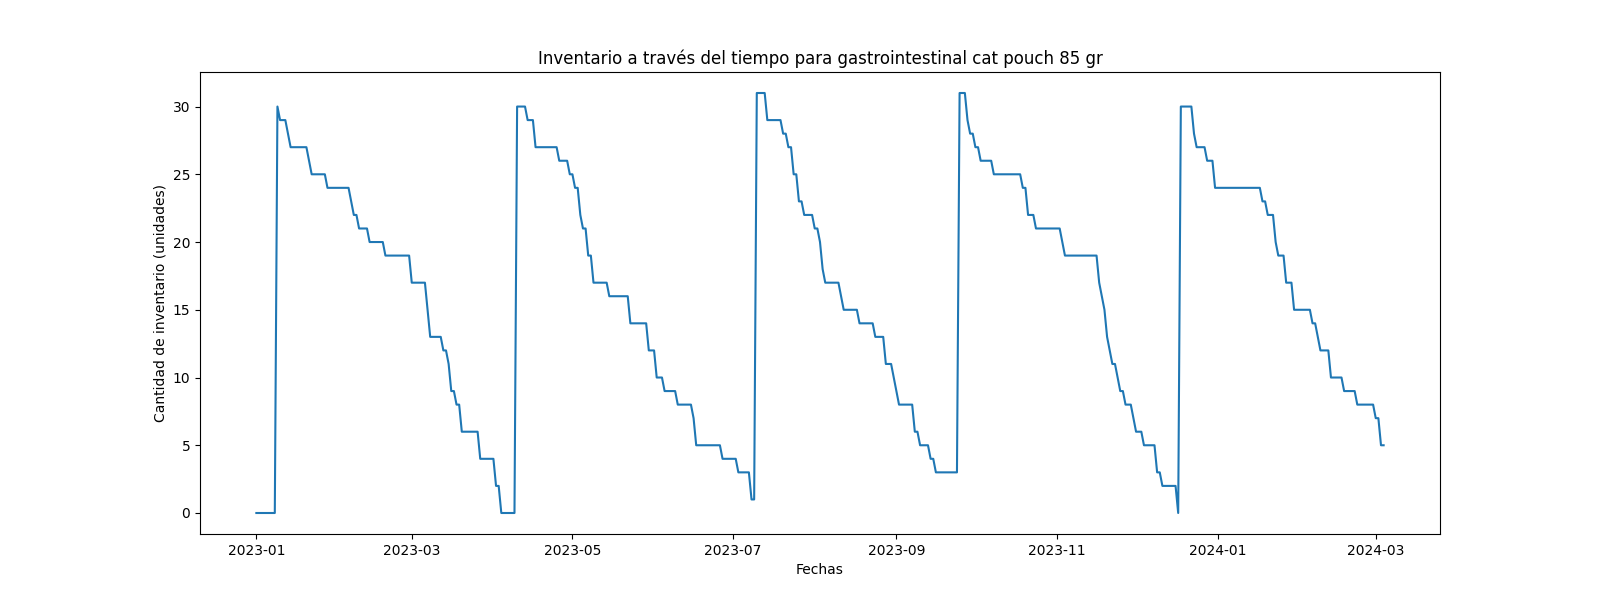 Inventario a través del tiempo para gastrointestinal cat pouch 85 gr
Cantidad de inventario (unidades)
30
25
20
15
10
5
0
2023-01 2023-03 2023-05 2023-07 2023-09 2023-11 2024-01 2024-03
Fechas